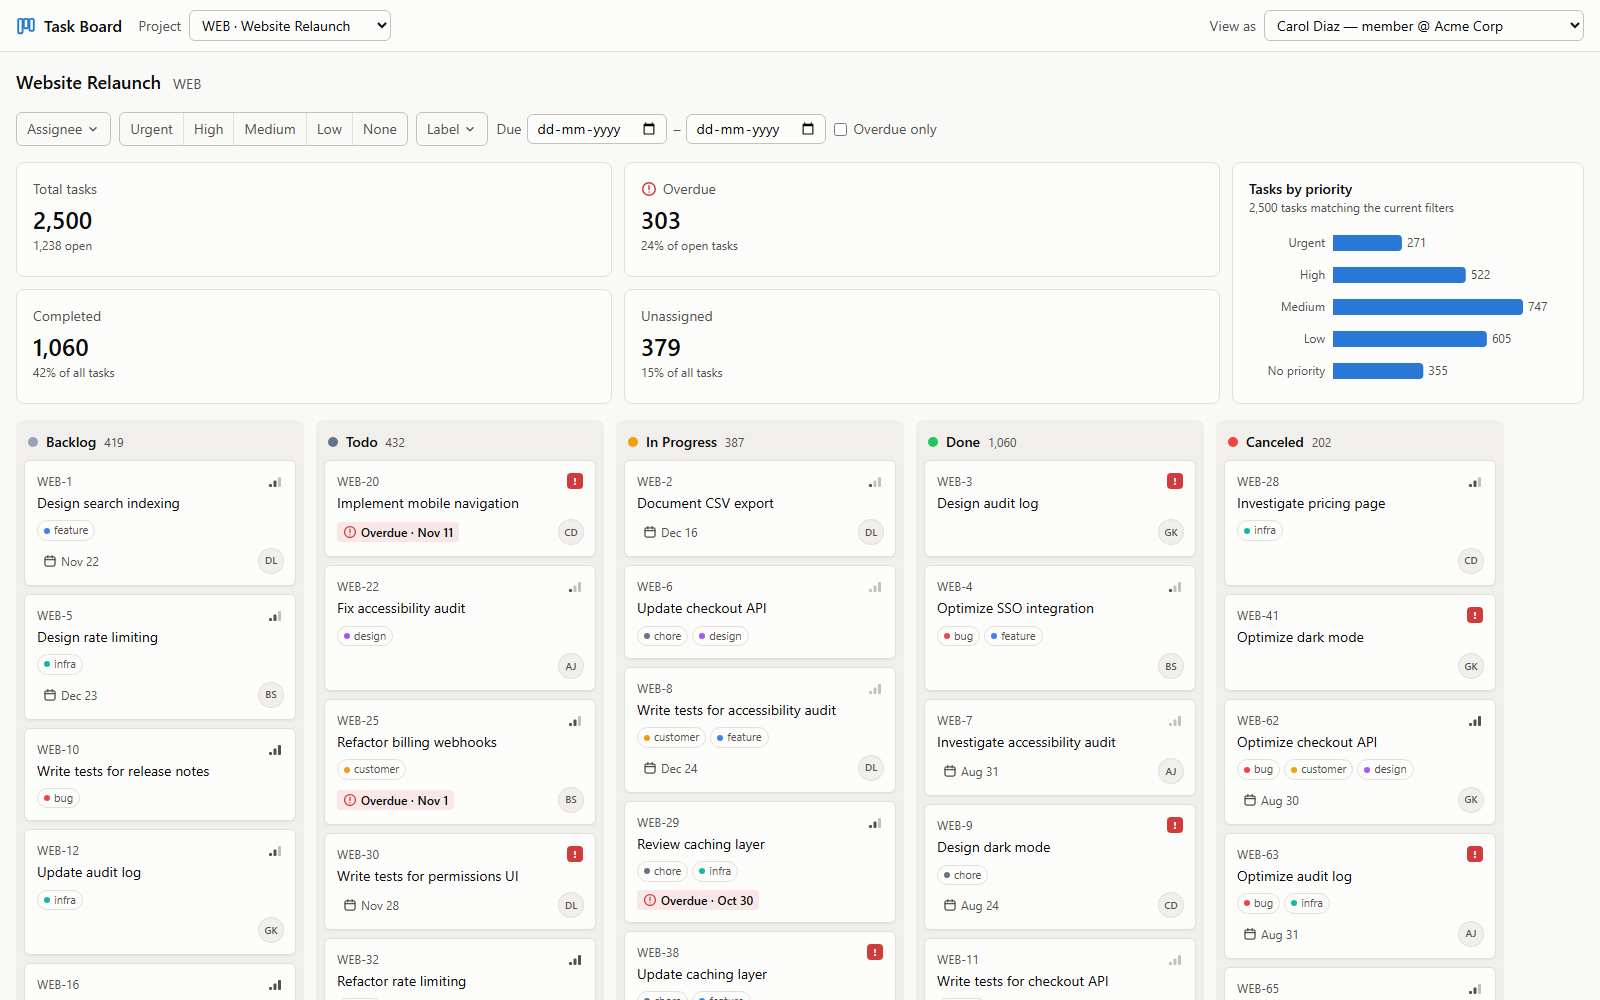 Task Board Project WEB · Website Relaunch View as Carol Diaz — member @ Acme Corp
Website Relaunch WEB
Assignee Urgent High Medium Low None Label Due dd-mm-yyyy – dd-mm-yyyy Overdue only
Total tasks
2,500
1,238 open
Overdue
303
24% of open tasks
Completed
1,060
42% of all tasks
Unassigned
379
15% of all tasks
Tasks by priority
2,500 tasks matching the current filters
Urgent 271
High 522
Medium 747
Low 605
No priority 355
Backlog 419
WEB-1
Design search indexing
feature
Nov 22 DL
WEB-5
Design rate limiting
infra
Dec 23 BS
WEB-10
Write tests for release notes
bug
WEB-12
Update audit log
infra
GK
WEB-16
Todo 432
WEB-20 !
Implement mobile navigation
Overdue · Nov 11 CD
WEB-22
Fix accessibility audit
design
AJ
WEB-25
Refactor billing webhooks
customer
Overdue · Nov 1 BS
WEB-30 !
Write tests for permissions UI
Nov 28 DL
WEB-32
Refactor rate limiting
In Progress 387
WEB-2
Document CSV export
Dec 16 DL
WEB-6
Update checkout API
chore design
WEB-8
Write tests for accessibility audit
customer feature
Dec 24 DL
WEB-29
Review caching layer
chore infra
Overdue · Oct 30
WEB-38 !
Update caching layer
chore feature
Done 1,060
WEB-3 !
Design audit log
GK
WEB-4
Optimize SSO integration
bug feature
BS
WEB-7
Investigate accessibility audit
Aug 31 AJ
WEB-9 !
Design dark mode
chore
Aug 24 CD
WEB-11
Write tests for checkout API
Canceled 202
WEB-28
Investigate pricing page
infra
CD
WEB-41 !
Optimize dark mode
GK
WEB-62
Optimize checkout API
bug customer design
Aug 30 GK
WEB-63 !
Optimize audit log
bug infra
Aug 31 AJ
WEB-65